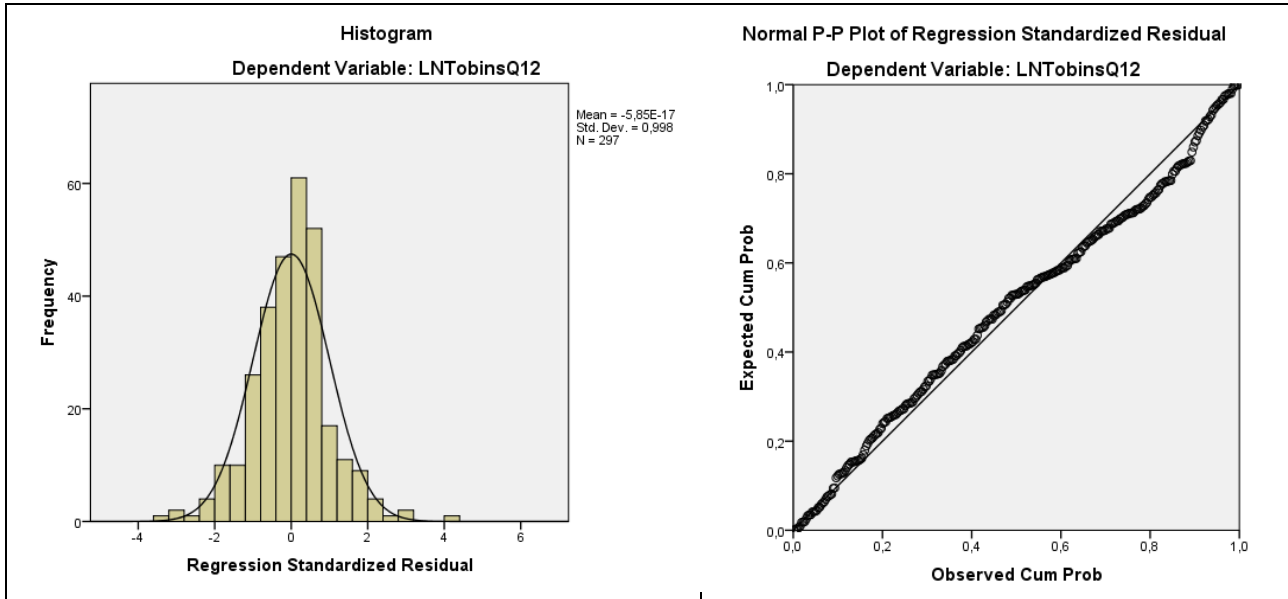 Histogram
Dependent Variable: LNTobinsQ12
Mean = -5,85E-17
Std. Dev. = 0,998
N = 297
Frequency
60
40
20
0
-4
-2
0
2
4
6
Regression Standardized Residual
Normal P-P Plot of Regression Standardized Residual
Dependent Variable: LNTobinsQ12
Expected Cum Prob
1,0
0,8
0,6
0,4
0,2
0,0
0,0
0,2
0,4
0,6
0,8
1,0
Observed Cum Prob